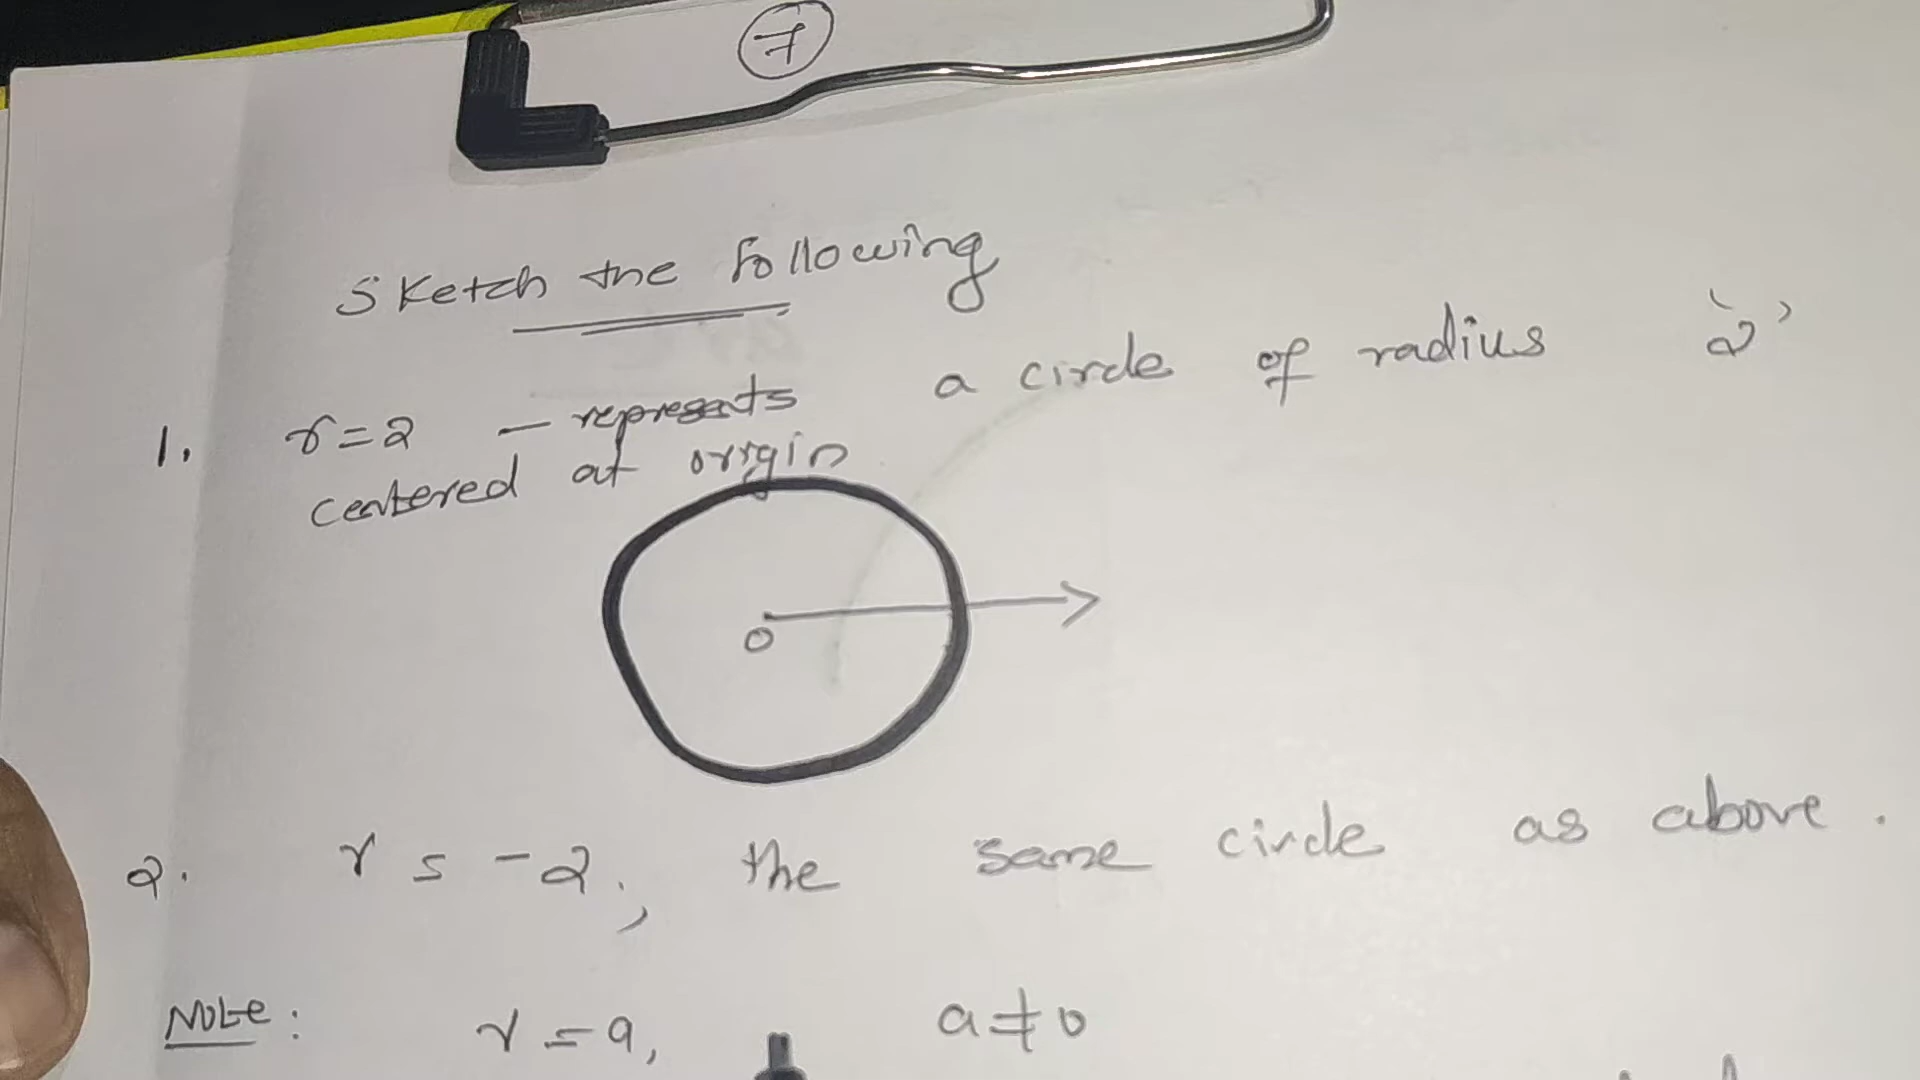 7
Sketch the following
1. r=2 — represents a circle of radius '2'
centered at origin
O
2. r = -2; the same circle as above.
Note: r = a, a≠0